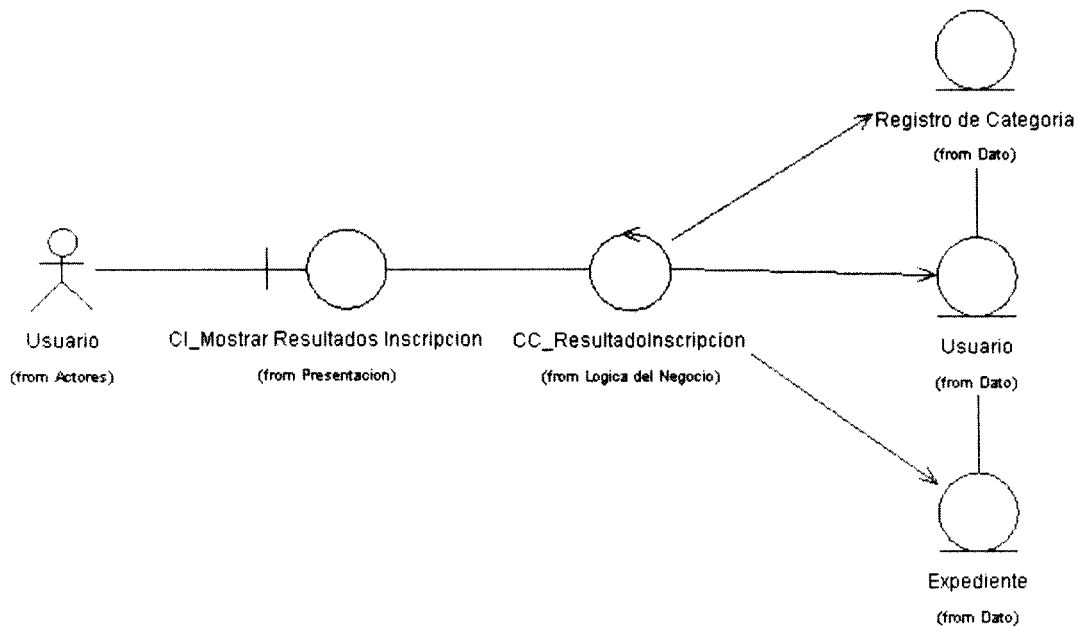 Registro de Categoria
(from Dato)
Usuario
(from Actores)
CI_Mostrar Resultados Inscripcion
(from Presentacion)
CC_ResultadoInscripcion
(from Logica del Negocio)
Usuario
(from Dato)
Expediente
(from Dato)